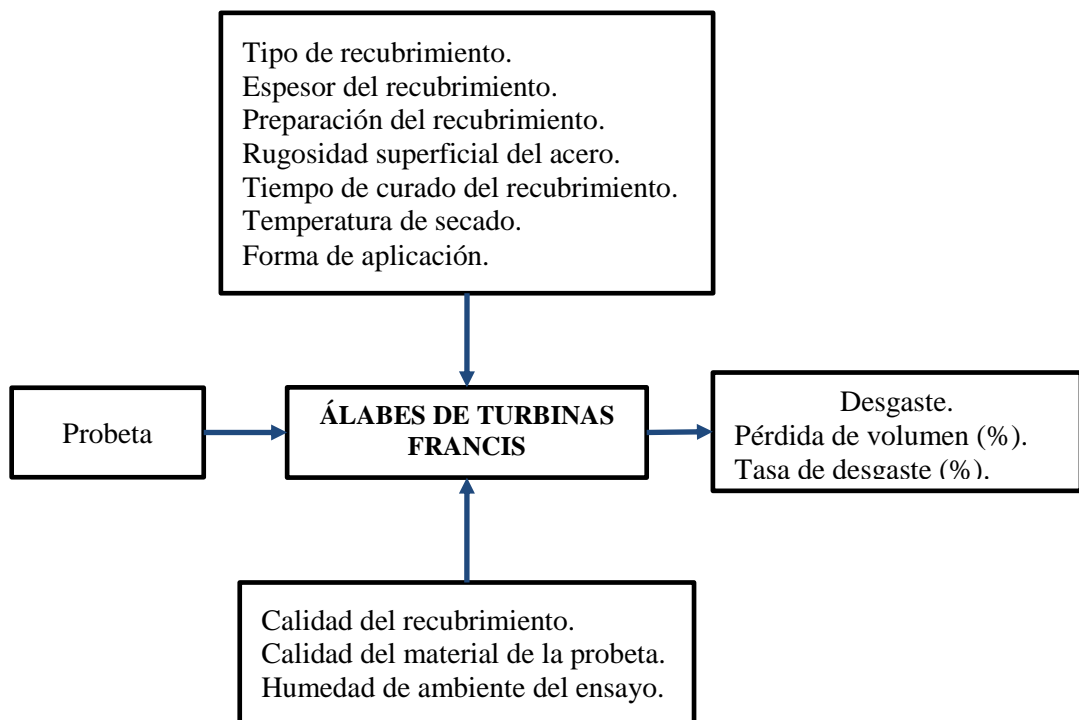 Tipo de recubrimiento.
Espesor del recubrimiento.
Preparación del recubrimiento.
Rugosidad superficial del acero.
Tiempo de curado del recubrimiento.
Temperatura de secado.
Forma de aplicación.
Probeta
ÁLABES DE TURBINAS
FRANCIS
Desgaste.
Pérdida de volumen (%).
Tasa de desgaste (%).
Calidad del recubrimiento.
Calidad del material de la probeta.
Humedad de ambiente del ensayo.